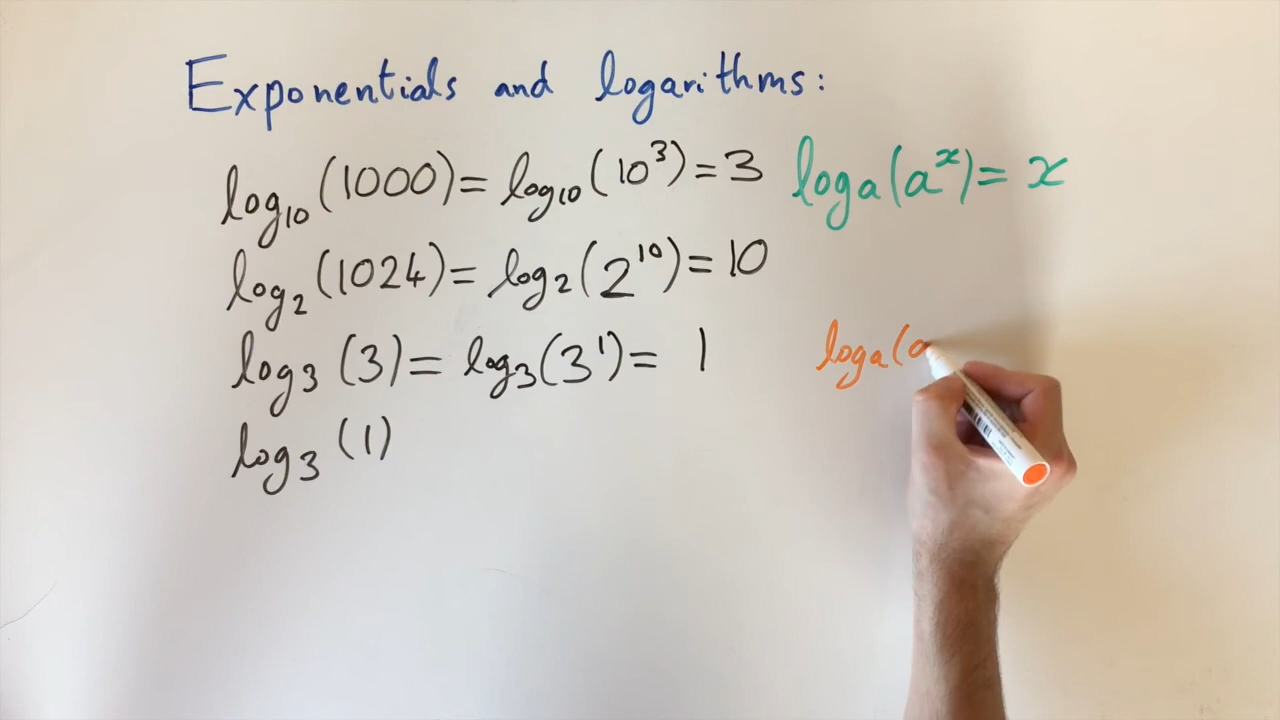 Exponentials and logarithms:
log₁₀(1000)=log₁₀(10³)=3 logₐ(aˣ)= x
log₂(1024)=log₂(2¹⁰)=10
log₃(3)=log₃(3¹)= 1 logₐ(a
log₃(1)